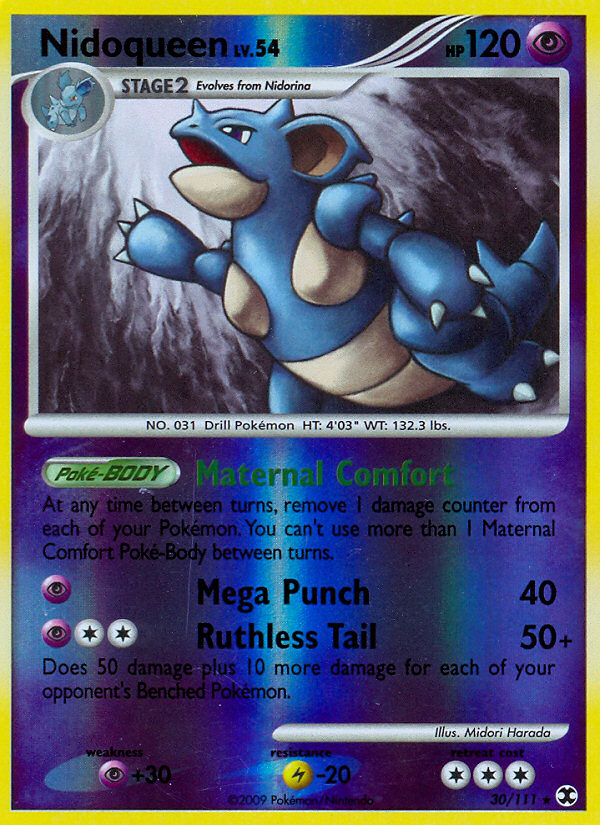 Nidoqueen LV.54 HP 120
STAGE2 Evolves from Nidorina
NO. 031 Drill Pokémon HT: 4'03" WT: 132.3 lbs.
Poké-BODY Maternal Comfort
At any time between turns, remove 1 damage counter from
each of your Pokémon. You can't use more than 1 Maternal
Comfort Poké-Body between turns.
Mega Punch 40
Ruthless Tail 50+
Does 50 damage plus 10 more damage for each of your
opponent's Benched Pokémon.
Illus. Midori Harada
weakness resistance retreat cost
+30 -20
©2009 Pokémon/Nintendo 30/111 ★